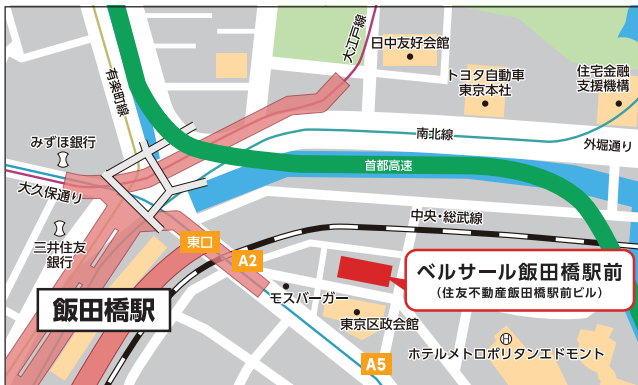 大江戸線
日中友好会館
トヨタ自動車
東京本社
住宅金融
支援機構
有楽町線
みずほ銀行
南北線
外堀通り
首都高速
大久保通り
中央・総武線
三井住友
銀行
東口
A2
ベルサール飯田橋駅前
(住友不動産飯田橋駅前ビル)
飯田橋駅
モスバーガー
東京区政会館
ホテルメトロポリタンエドモント
H
A5